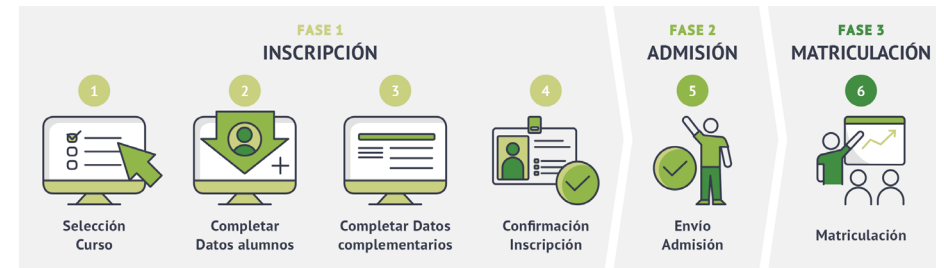 FASE 1
INSCRIPCIÓN
1
Selección
Curso
2
Completar
Datos alumnos
3
Completar Datos
complementarios
4
Confirmación
Inscripción
FASE 2
ADMISIÓN
5
Envío
Admisión
FASE 3
MATRICULACIÓN
6
Matriculación